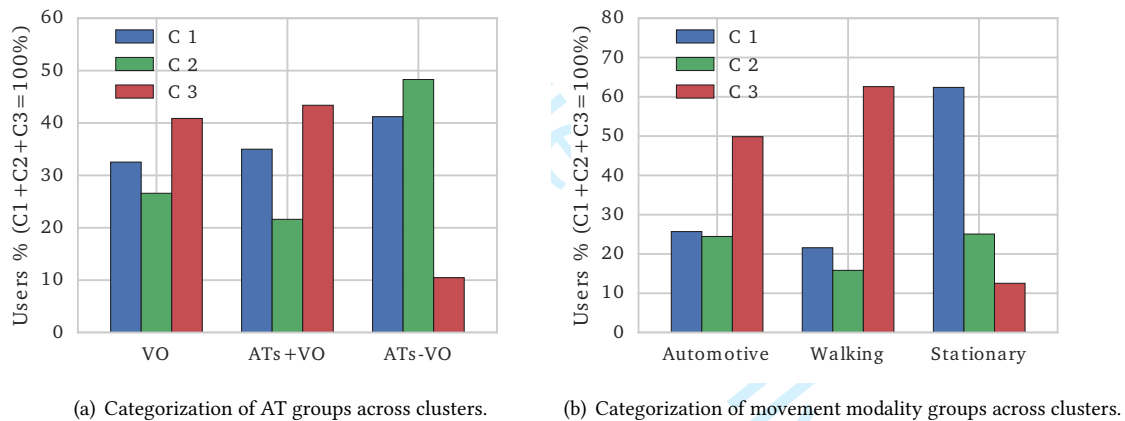 Users % (C1+C2+C3=100%)
60
50
40
30
20
10
0
C 1
C 2
C 3
VO
ATs+VO
ATs-VO
(a) Categorization of AT groups across clusters.
Users % (C1+C2+C3=100%)
80
70
60
50
40
30
20
10
0
C 1
C 2
C 3
Automotive
Walking
Stationary
(b) Categorization of movement modality groups across clusters.